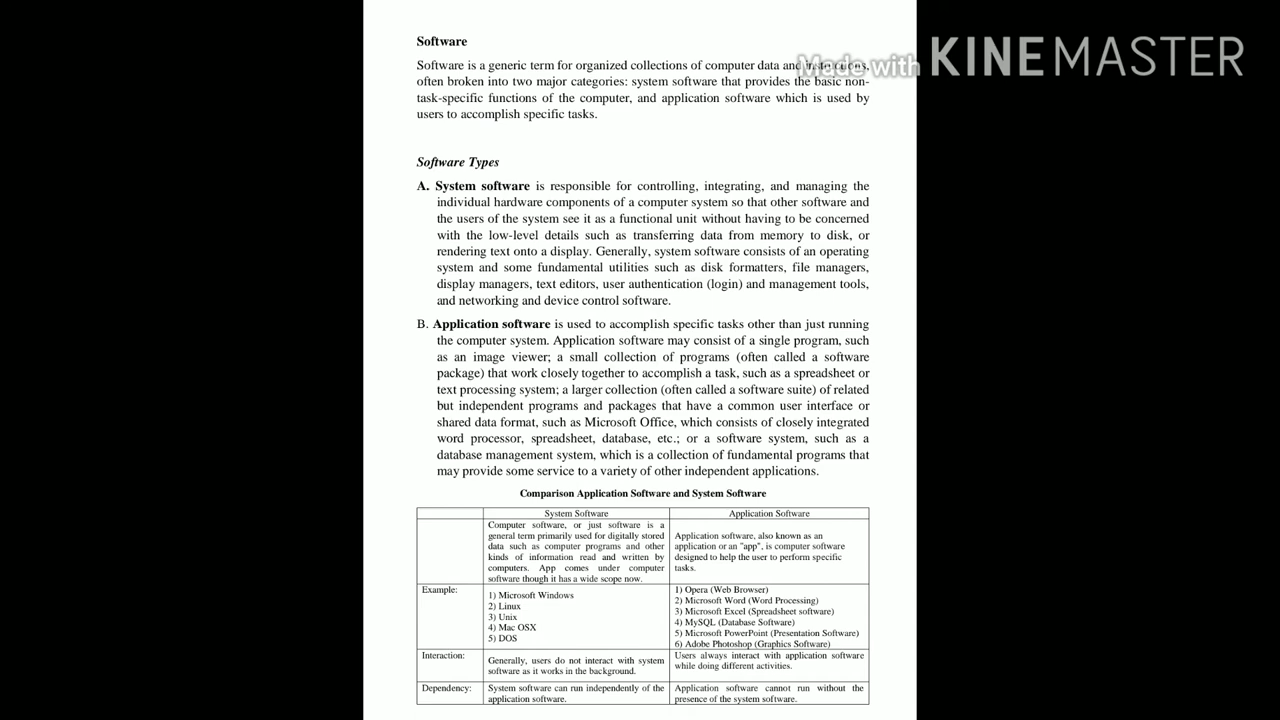 Software
Made with KINEMASTER
Software is a generic term for organized collections of computer data and instructions,
often broken into two major categories: system software that provides the basic non-
task-specific functions of the computer, and application software which is used by
users to accomplish specific tasks.
Software Types
A. System software is responsible for controlling, integrating, and managing the
individual hardware components of a computer system so that other software and
the users of the system see it as a functional unit without having to be concerned
with the low-level details such as transferring data from memory to disk, or
rendering text onto a display. Generally, system software consists of an operating
system and some fundamental utilities such as disk formatters, file managers,
display managers, text editors, user authentication (login) and management tools,
and networking and device control software.
B. Application software is used to accomplish specific tasks other than just running
the computer system. Application software may consist of a single program, such
as an image viewer; a small collection of programs (often called a software
package) that work closely together to accomplish a task, such as a spreadsheet or
text processing system; a larger collection (often called a software suite) of related
but independent programs and packages that have a common user interface or
shared data format, such as Microsoft Office, which consists of closely integrated
word processor, spreadsheet, database, etc.; or a software system, such as a
database management system, which is a collection of fundamental programs that
may provide some service to a variety of other independent applications.
Comparison Application Software and System Software
System Software
Application Software
Computer software, or just software is a
general term primarily used for digitally stored
data such as computer programs and other
kinds of information read and written by
computers. App comes under computer
software though it has a wide scope now.
Application software, also known as an
application or an "app", is computer software
designed to help the user to perform specific
tasks.
Example:
1) Microsoft Windows
2) Linux
3) Unix
4) Mac OSX
5) DOS
1) Opera (Web Browser)
2) Microsoft Word (Word Processing)
3) Microsoft Excel (Spreadsheet software)
4) MySQL (Database Software)
5) Microsoft PowerPoint (Presentation Software)
6) Adobe Photoshop (Graphics Software)
Interaction:
Generally, users do not interact with system
software as it works in the background.
Users always interact with application software
while doing different activities.
Dependency:
System software can run independently of the
application software.
Application software cannot run without the
presence of the system software.